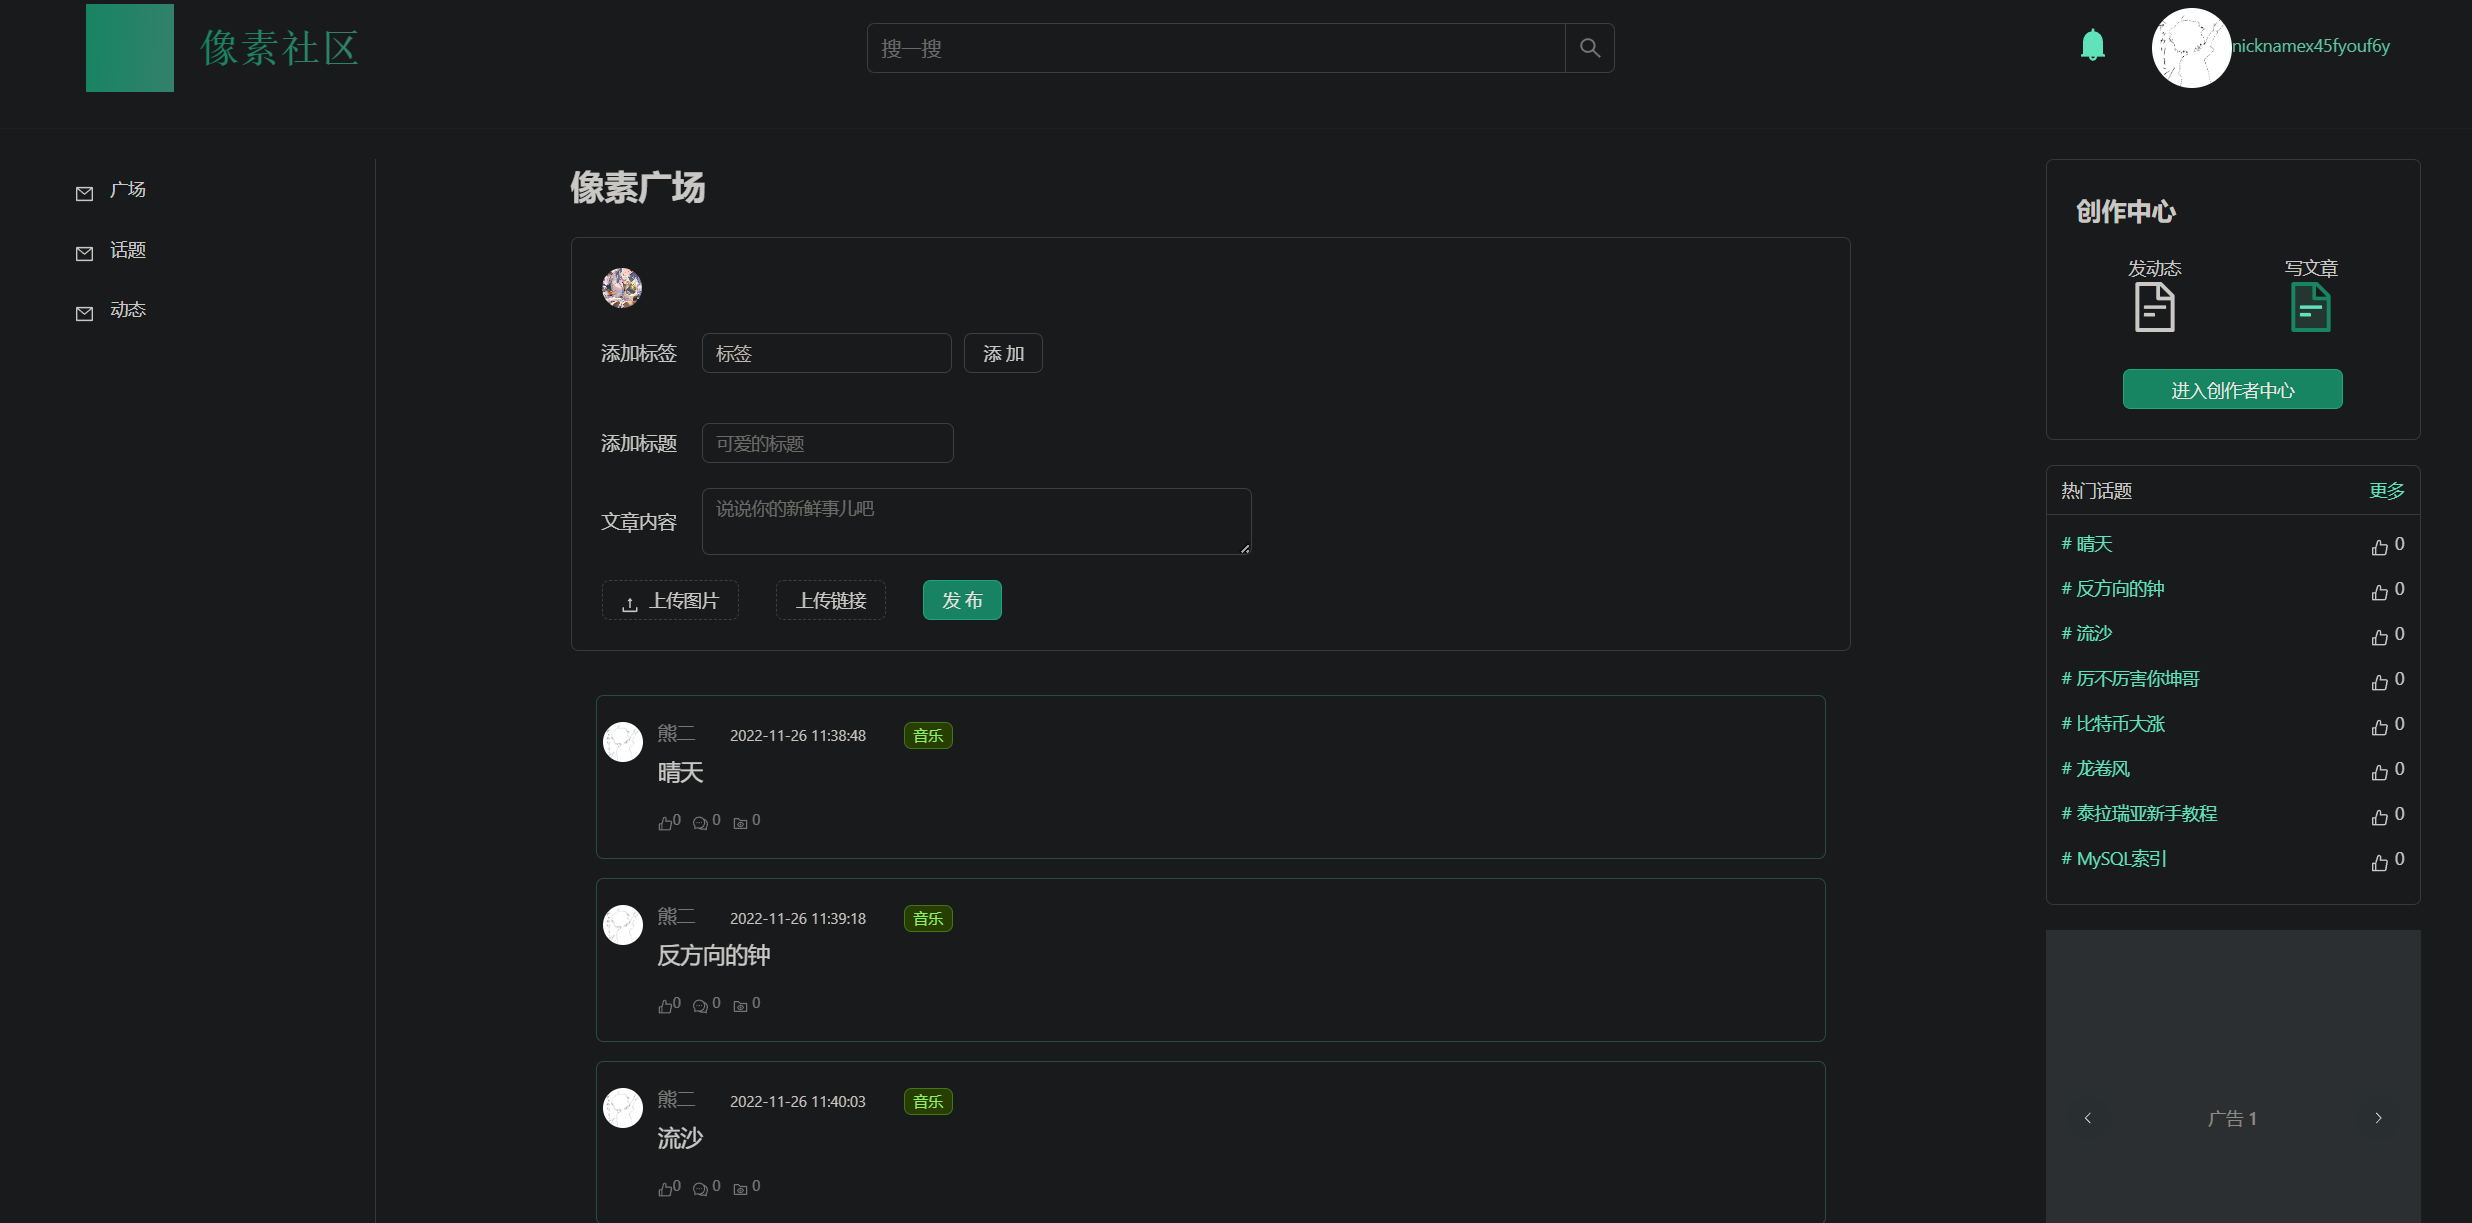 像素社区
搜一搜
nicknamex45fyouf6y
广场
话题
动态
像素广场
添加标签 标签 添 加
添加标题 可爱的标题
文章内容 说说你的新鲜事儿吧
上传图片 上传链接 发 布
熊二 2022-11-26 11:38:48 音乐
晴天
0 0 0
熊二 2022-11-26 11:39:18 音乐
反方向的钟
0 0 0
熊二 2022-11-26 11:40:03 音乐
流沙
0 0 0
创作中心
发动态 写文章
进入创作者中心
热门话题 更多
# 晴天 0
# 反方向的钟 0
# 流沙 0
# 厉不厉害你坤哥 0
# 比特币大涨 0
# 龙卷风 0
# 泰拉瑞亚新手教程 0
# MySQL索引 0
广告 1